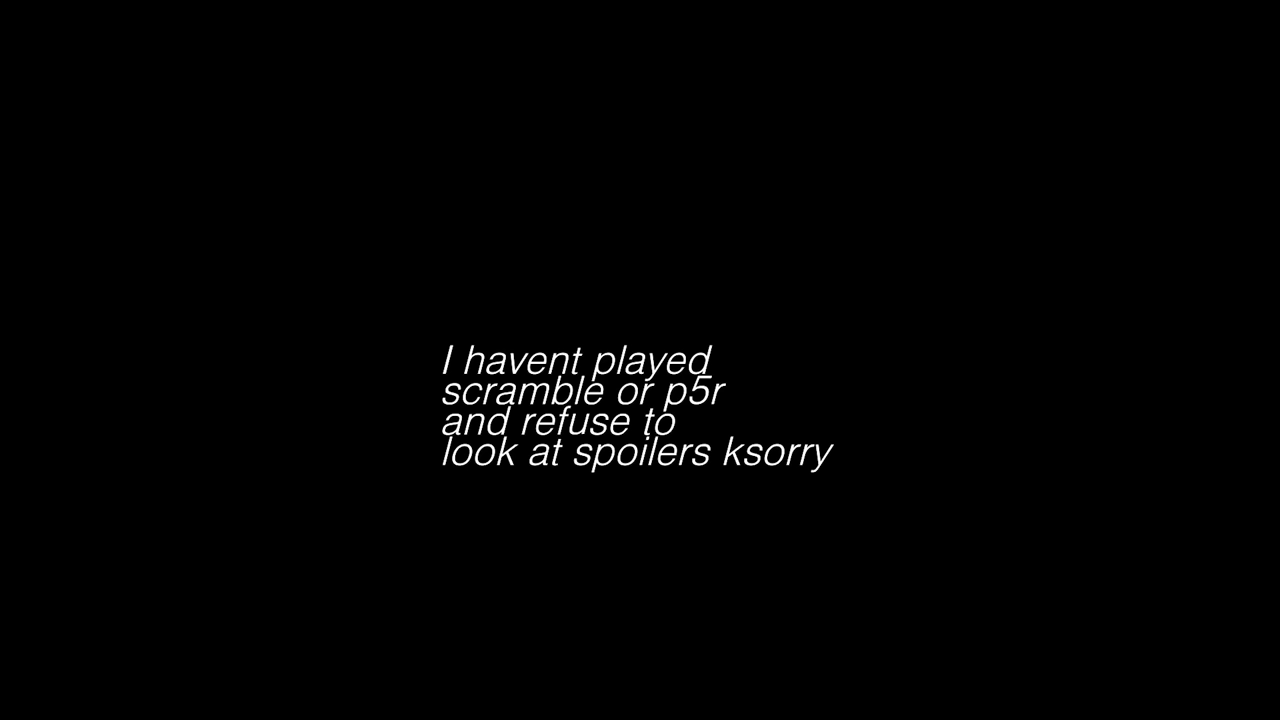 I havent played
scramble or p5r
and refuse to
look at spoilers ksorry